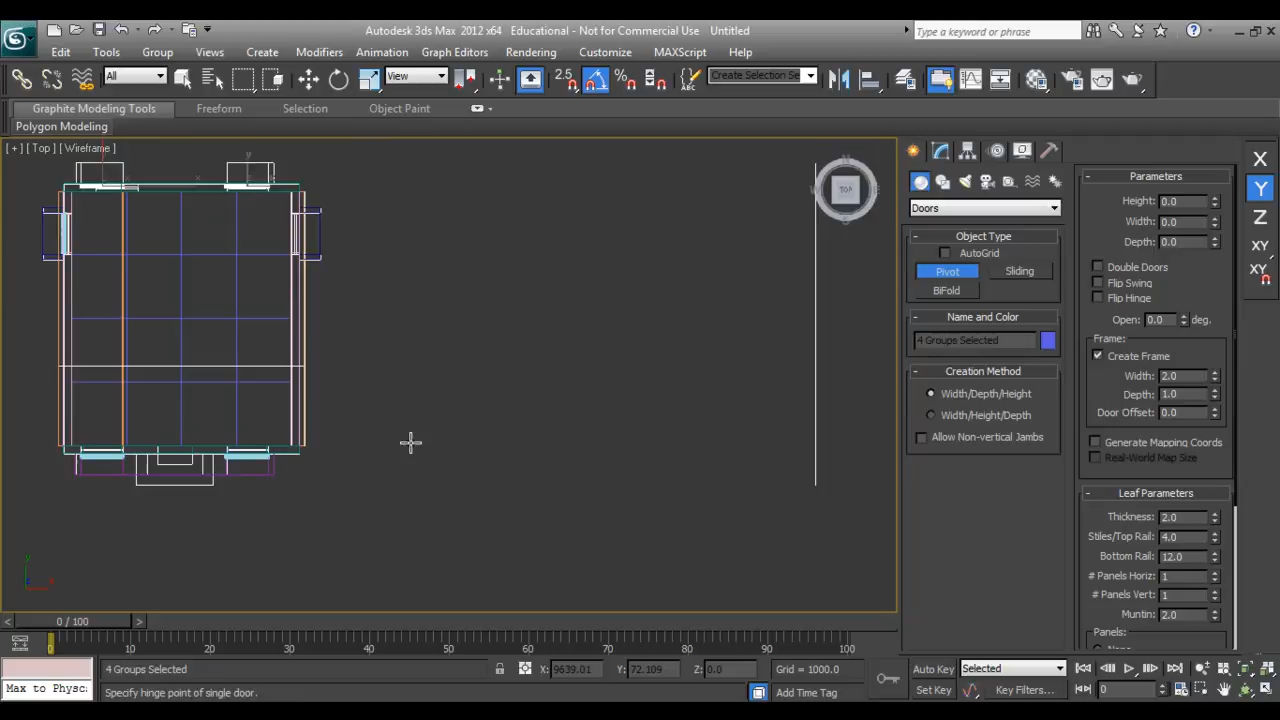 Autodesk 3ds Max 2012 x64 Educational - Not for Commercial Use Untitled
Type a keyword or phrase
Edit Tools Group Views Create Modifiers Animation Graph Editors Rendering Customize MAXScript Help
All View 2.5 Create Selection Se
Graphite Modeling Tools Freeform Selection Object Paint
Polygon Modeling
[ + ] [ Top ] [ Wireframe ]
TOP
Doors
- Object Type
AutoGrid
Pivot Sliding
BiFold
- Name and Color
4 Groups Selected
- Creation Method
Width/Depth/Height
Width/Height/Depth
Allow Non-vertical Jambs
- Parameters
Height: 0.0
Width: 0.0
Depth: 0.0
Double Doors
Flip Swing
Flip Hinge
Open: 0.0 deg.
Frame:
Create Frame
Width: 2.0
Depth: 1.0
Door Offset: 0.0
Generate Mapping Coords
Real-World Map Size
- Leaf Parameters
Thickness: 2.0
Stiles/Top Rail: 4.0
Bottom Rail: 12.0
# Panels Horiz: 1
# Panels Vert: 1
Muntin: 2.0
Panels:
X
Y
Z
XY
XY
y
x
< 0 / 100 >
0 10 20 30 40 50 60 70 80 90 100
4 Groups Selected X: 9639.01 Y: 72.109 Z: 0.0 Grid = 1000.0 Auto Key Selected
Max to Physc Specify hinge point of single door. Add Time Tag Set Key Key Filters... 0